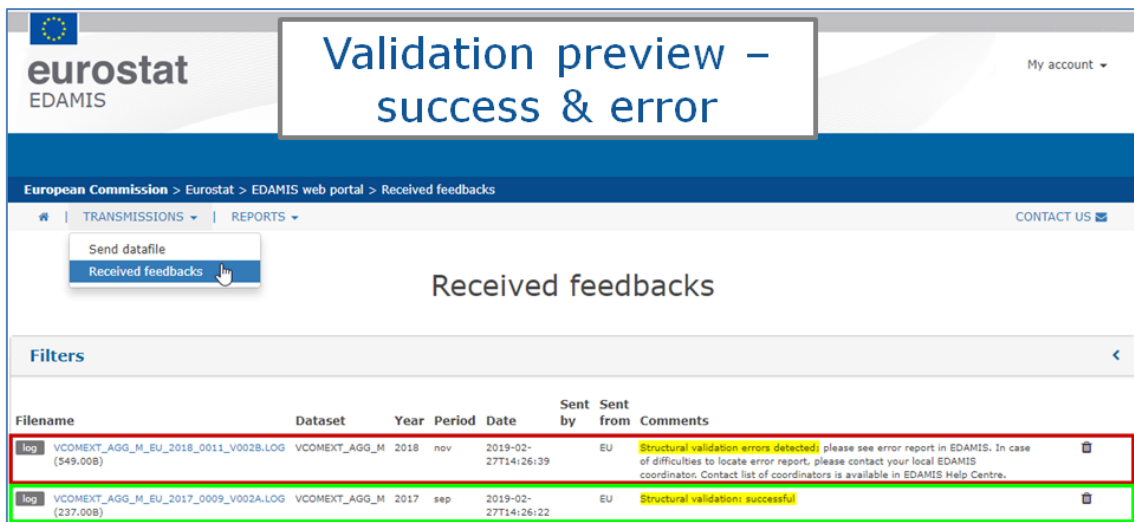 Validation preview –
success & error
eurostat
EDAMIS
My account
European Commission > Eurostat > EDAMIS web portal > Received feedbacks
| TRANSMISSIONS | REPORTS
CONTACT US
Send datafile
Received feedbacks
Received feedbacks
Filters
Filename Dataset Year Period Date Sent by Sent from Comments
log VCOMEXT_AGG_M_EU_2018_0011_V002B.LOG VCOMEXT_AGG_M 2018 nov 2019-02- EU Structural validation errors detected; please see error report in EDAMIS. In case
(549.00B) 27T14:26:39 of difficulties to locate error report, please contact your local EDAMIS
coordinator. Contact list of coordinators is available in EDAMIS Help Centre.
log VCOMEXT_AGG_M_EU_2017_0009_V002A.LOG VCOMEXT_AGG_M 2017 sep 2019-02- EU Structural validation: successful
(237.00B) 27T14:26:22